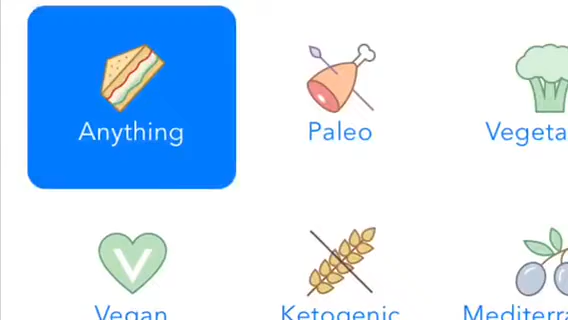 Anything
Paleo
Vegeta
Vegan
Ketogenic
Mediterra